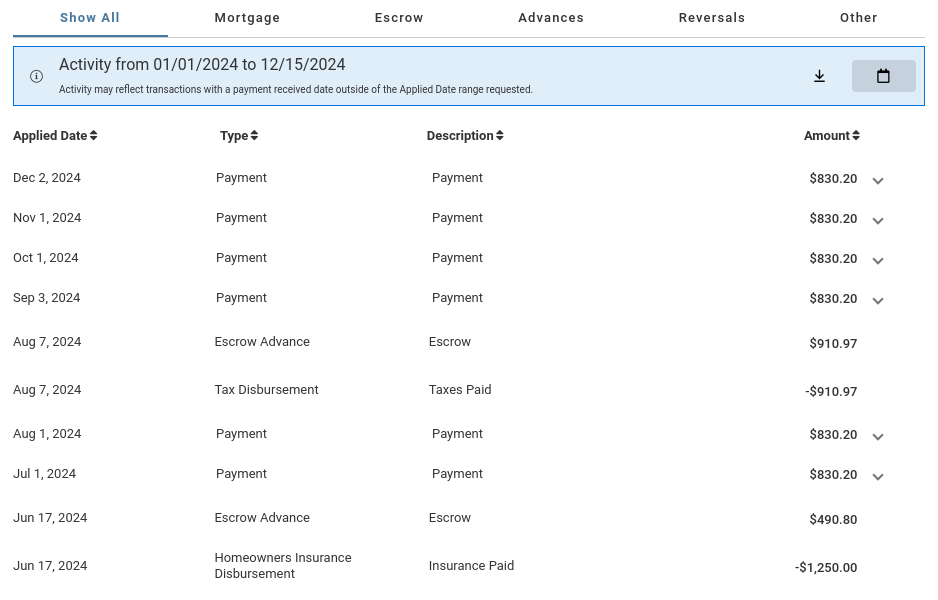 Show All Mortgage Escrow Advances Reversals Other
Activity from 01/01/2024 to 12/15/2024
Activity may reflect transactions with a payment received date outside of the Applied Date range requested.
Applied Date Type Description Amount
Dec 2, 2024 Payment Payment $830.20
Nov 1, 2024 Payment Payment $830.20
Oct 1, 2024 Payment Payment $830.20
Sep 3, 2024 Payment Payment $830.20
Aug 7, 2024 Escrow Advance Escrow $910.97
Aug 7, 2024 Tax Disbursement Taxes Paid -$910.97
Aug 1, 2024 Payment Payment $830.20
Jul 1, 2024 Payment Payment $830.20
Jun 17, 2024 Escrow Advance Escrow $490.80
Jun 17, 2024 Homeowners Insurance Disbursement Insurance Paid -$1,250.00